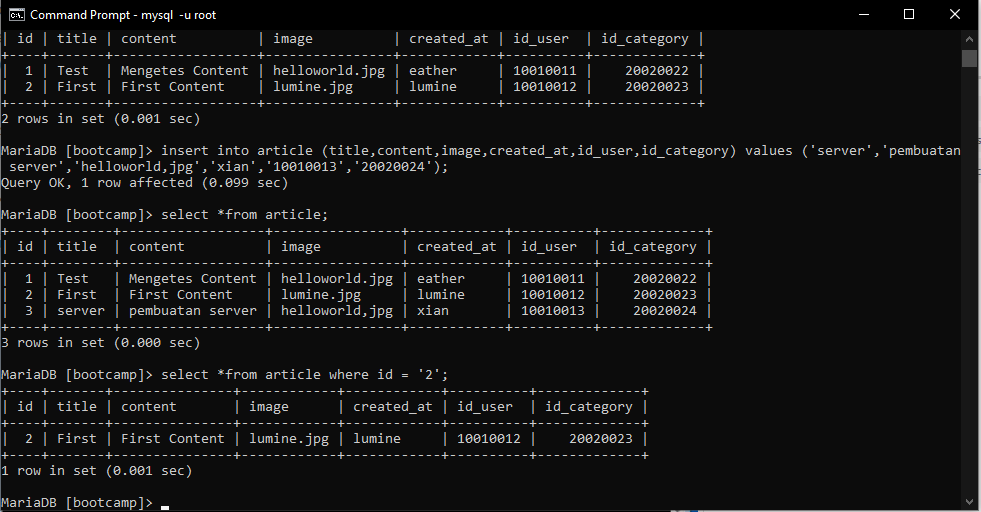 Command Prompt - mysql -u root
| id | title | content          | image          | created_at | id_user  | id_category |
+----+-------+------------------+----------------+------------+----------+-------------+
|  1 | Test  | Mengetes Content | helloworld.jpg | eather     | 10010011 |    20020022 |
|  2 | First | First Content    | lumine.jpg     | lumine     | 10010012 |    20020023 |
+----+-------+------------------+----------------+------------+----------+-------------+
2 rows in set (0.001 sec)
MariaDB [bootcamp]> insert into article (title,content,image,created_at,id_user,id_category) values ('server','pembuatan
 server','helloworld,jpg','xian','10010013','20020024');
Query OK, 1 row affected (0.099 sec)
MariaDB [bootcamp]> select *from article;
+----+--------+------------------+----------------+------------+----------+-------------+
| id | title  | content          | image          | created_at | id_user  | id_category |
+----+--------+------------------+----------------+------------+----------+-------------+
|  1 | Test   | Mengetes Content | helloworld.jpg | eather     | 10010011 |    20020022 |
|  2 | First  | First Content    | lumine.jpg     | lumine     | 10010012 |    20020023 |
|  3 | server | pembuatan server | helloworld,jpg | xian       | 10010013 |    20020024 |
+----+--------+------------------+----------------+------------+----------+-------------+
3 rows in set (0.000 sec)
MariaDB [bootcamp]> select *from article where id = '2';
+----+-------+---------------+------------+------------+----------+-------------+
| id | title | content       | image      | created_at | id_user  | id_category |
+----+-------+---------------+------------+------------+----------+-------------+
|  2 | First | First Content | lumine.jpg | lumine     | 10010012 |    20020023 |
+----+-------+---------------+------------+------------+----------+-------------+
1 row in set (0.001 sec)
MariaDB [bootcamp]>